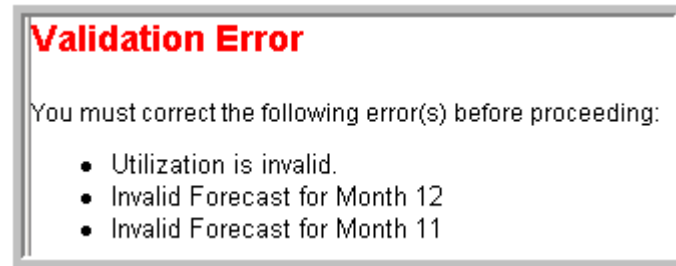 Validation Error
You must correct the following error(s) before proceeding:
Utilization is invalid.
Invalid Forecast for Month 12
Invalid Forecast for Month 11